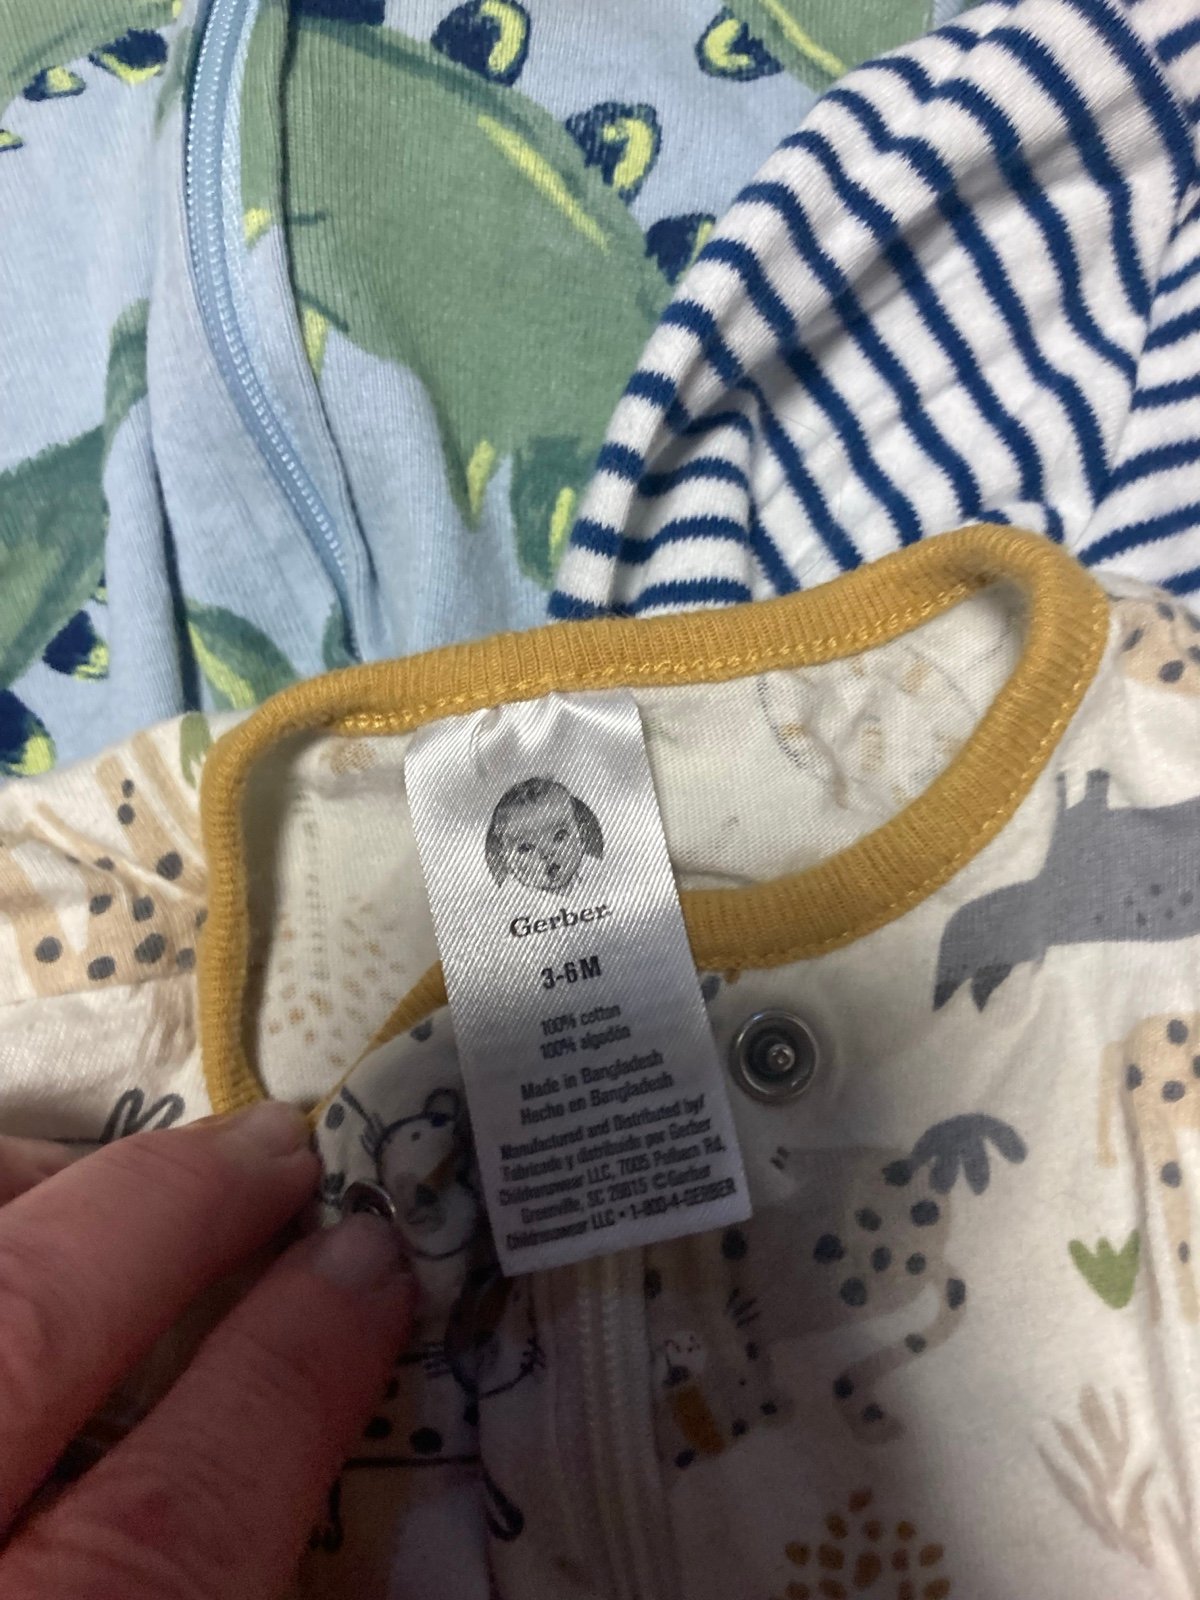 Gerber.
3-6 M
100% cotton
100% algodón
Made in Bangladesh
Hecho en Bangladesh
Manufactured and Distributed by/
Fabricado y distribuido por Gerber
Childrenswear LLC, 7005 Pelham Rd,
Greenville, SC 29615 ©Gerber
Childrenswear LLC • 1-800-4-GERBER